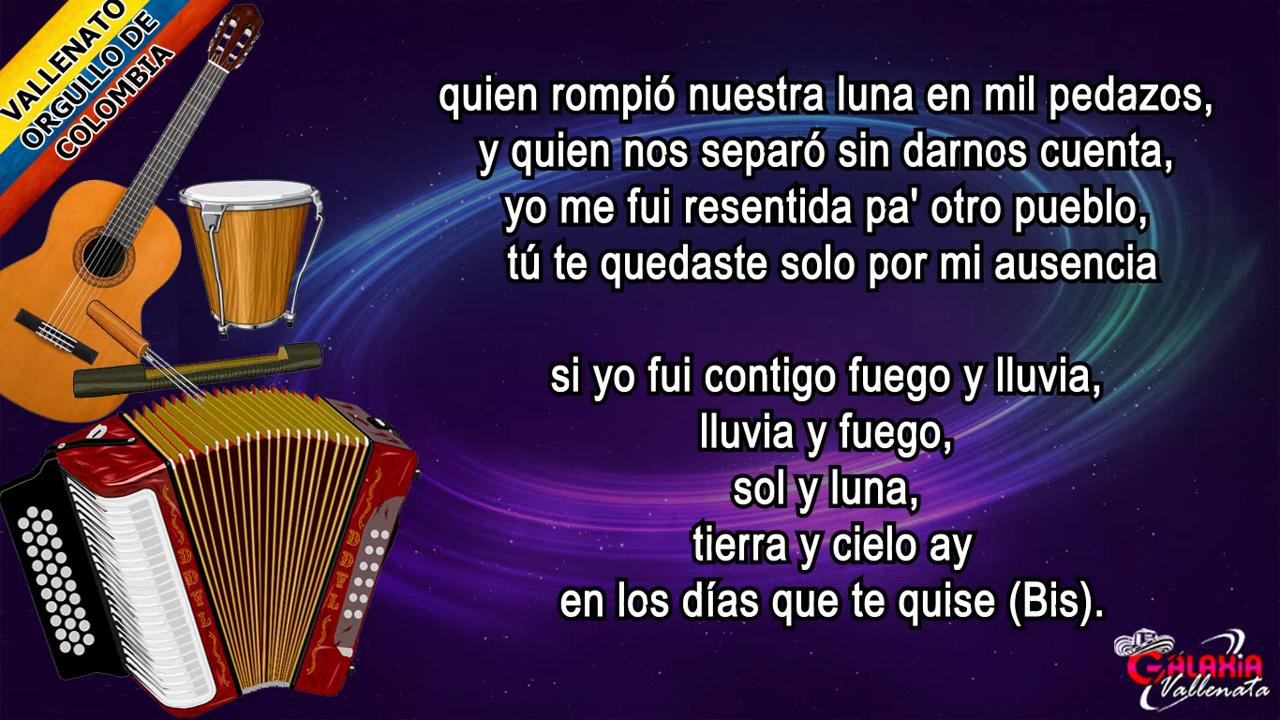 VALLENATO
ORGULLO DE
COLOMBIA
quien rompió nuestra luna en mil pedazos,
y quien nos separó sin darnos cuenta,
yo me fui resentida pa' otro pueblo,
tú te quedaste solo por mi ausencia
si yo fui contigo fuego y lluvia,
lluvia y fuego,
sol y luna,
tierra y cielo ay
en los días que te quise (Bis).
GALAXiA
Vallenata